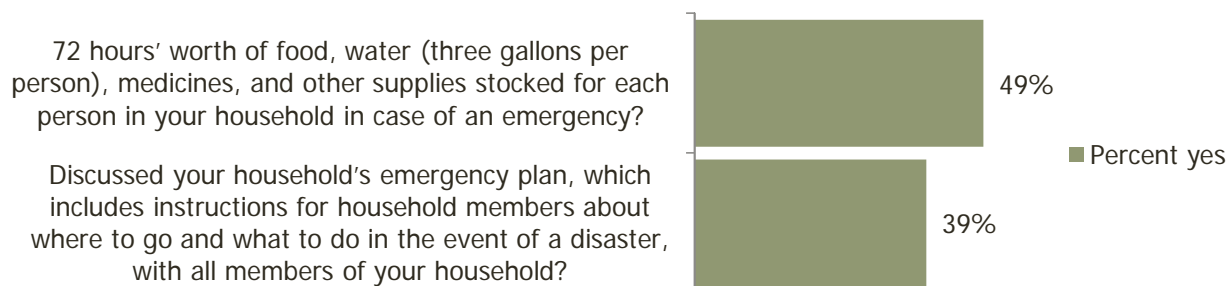 72 hours’ worth of food, water (three gallons per
person), medicines, and other supplies stocked for each
person in your household in case of an emergency?
49%
Percent yes
Discussed your household’s emergency plan, which
includes instructions for household members about
where to go and what to do in the event of a disaster,
with all members of your household?
39%